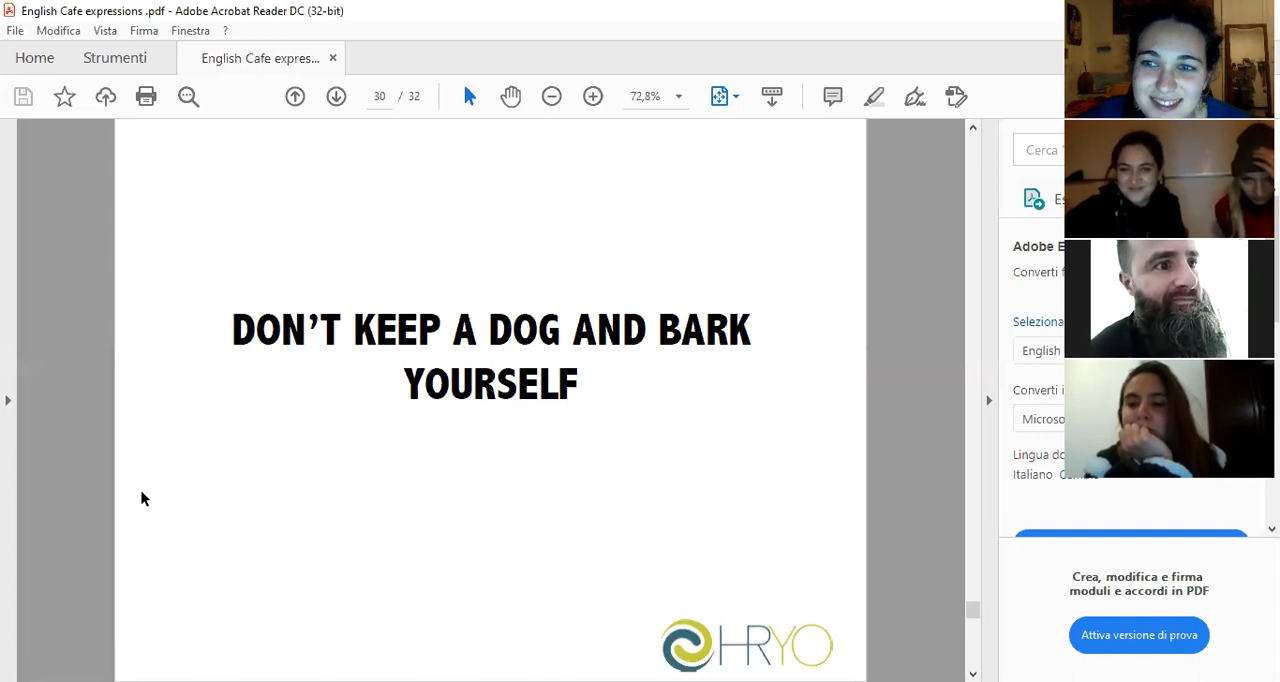 English Cafe expressions .pdf - Adobe Acrobat Reader DC (32-bit)
File Modifica Vista Firma Finestra ?
Home Strumenti English Cafe expres... ×
30 / 32 72,8%
Cerca
Es
Adobe E
Converti f
Seleziona
English
Converti i
Microso
Lingua do
Italiano
DON'T KEEP A DOG AND BARK
YOURSELF
HRYO
Crea, modifica e firma
moduli e accordi in PDF
Attiva versione di prova